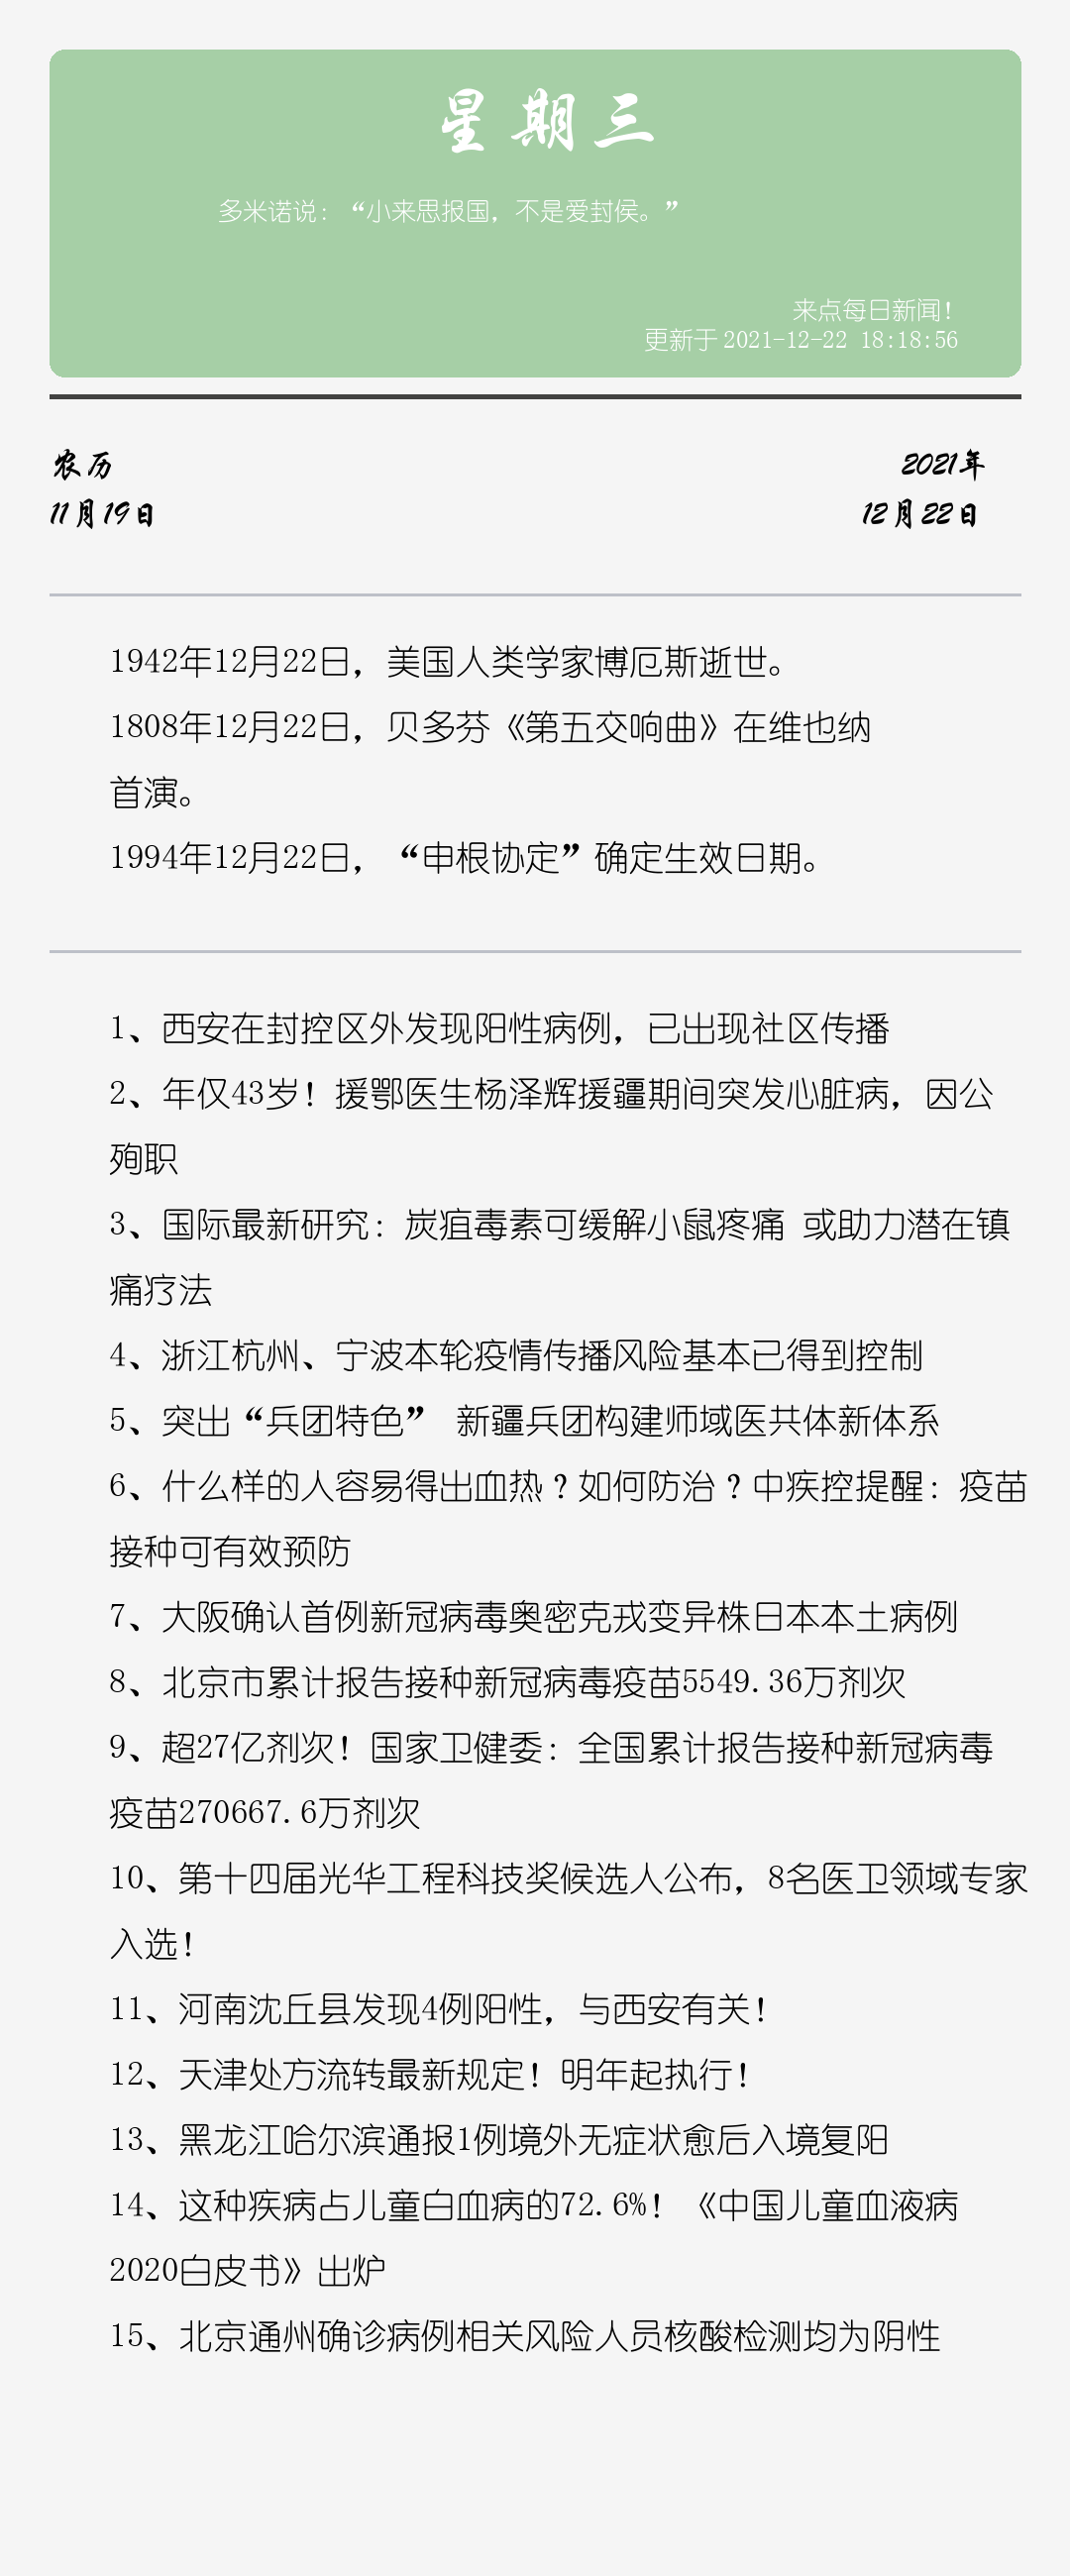 星期三
多米诺说：“小来思报国，不是爱封侯。”
来点每日新闻！
更新于 2021-12-22 18:18:56
农历
2021年
11月19日
12月22日
1942年12月22日，美国人类学家博厄斯逝世。
1808年12月22日，贝多芬《第五交响曲》在维也纳
首演。
1994年12月22日，“申根协定”确定生效日期。
1、西安在封控区外发现阳性病例，已出现社区传播
2、年仅43岁！援鄂医生杨泽辉援疆期间突发心脏病，因公
殉职
3、国际最新研究：炭疽毒素可缓解小鼠疼痛 或助力潜在镇
痛疗法
4、浙江杭州、宁波本轮疫情传播风险基本已得到控制
5、突出“兵团特色” 新疆兵团构建师域医共体新体系
6、什么样的人容易得出血热？如何防治？中疾控提醒：疫苗
接种可有效预防
7、大阪确认首例新冠病毒奥密克戎变异株日本本土病例
8、北京市累计报告接种新冠病毒疫苗5549.36万剂次
9、超27亿剂次！国家卫健委：全国累计报告接种新冠病毒
疫苗270667.6万剂次
10、第十四届光华工程科技奖候选人公布，8名医卫领域专家
入选！
11、河南沈丘县发现4例阳性，与西安有关！
12、天津处方流转最新规定！明年起执行！
13、黑龙江哈尔滨通报1例境外无症状愈后入境复阳
14、这种疾病占儿童白血病的72.6%！《中国儿童血液病
2020白皮书》出炉
15、北京通州确诊病例相关风险人员核酸检测均为阴性